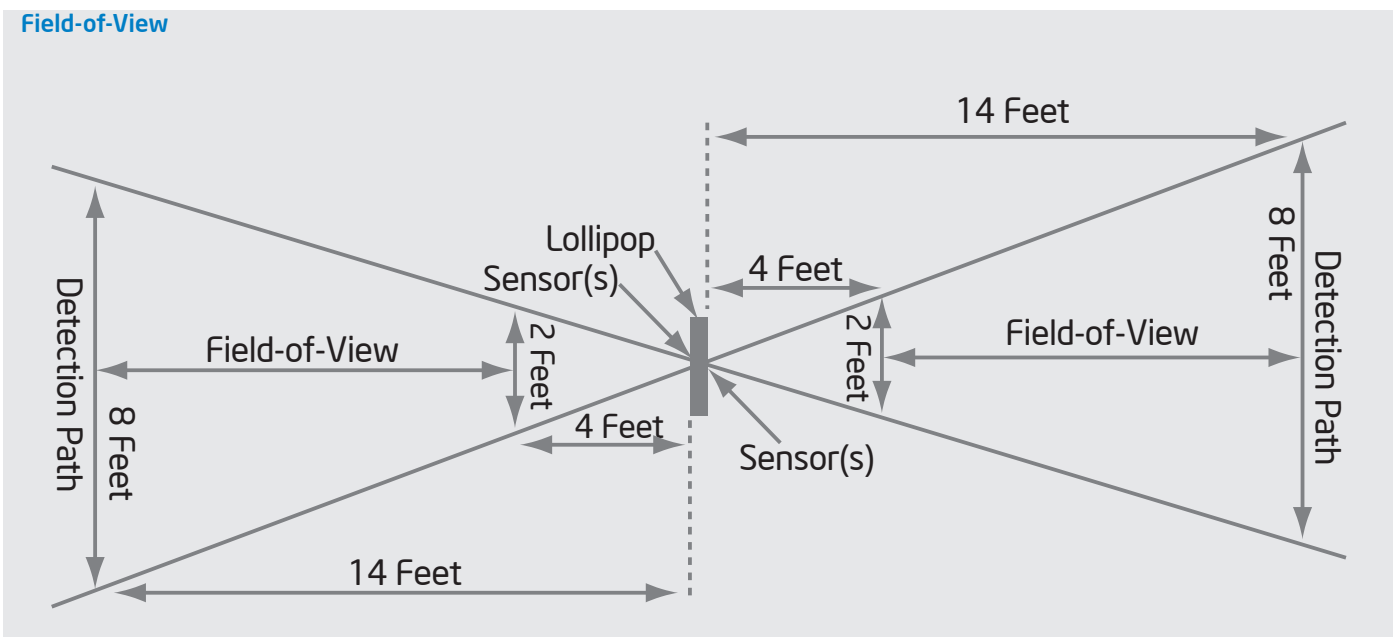 Field-of-View
14 Feet
8 Feet
Detection Path
Lollipop
Sensor(s)
4 Feet
2 Feet
Field-of-View
Field-of-View
2 Feet
4 Feet
Sensor(s)
Detection Path
8 Feet
14 Feet